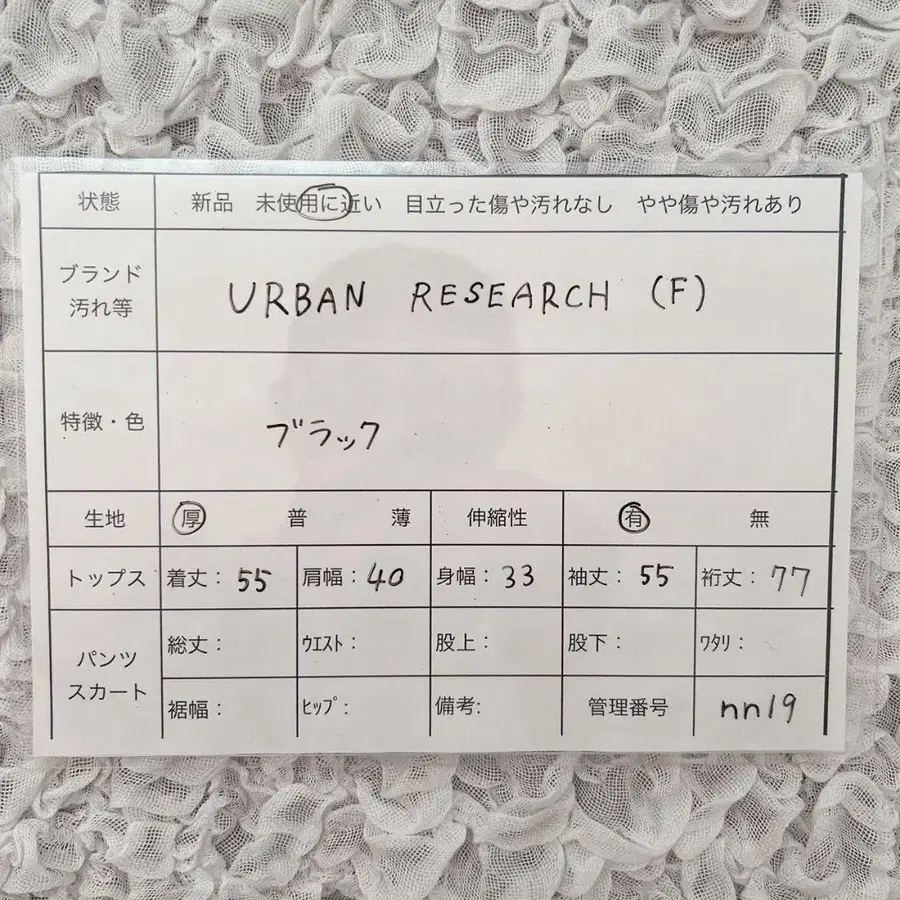 状態 新品 未使用に近い 目立った傷や汚れなし やや傷や汚れあり
ブランド
汚れ等
URBAN RESEARCH (F)
特徴・色
ブラック
生地 厚 普 薄 伸縮性 有 無
トップス 着丈: 55 肩幅: 40 身幅: 33 袖丈: 55 裄丈: 77
パンツ
スカート
総丈: ｳｴｽﾄ: 股上: 股下: ﾜﾀﾘ:
裾幅: ﾋｯﾌﾟ: 備考: 管理番号 nn19